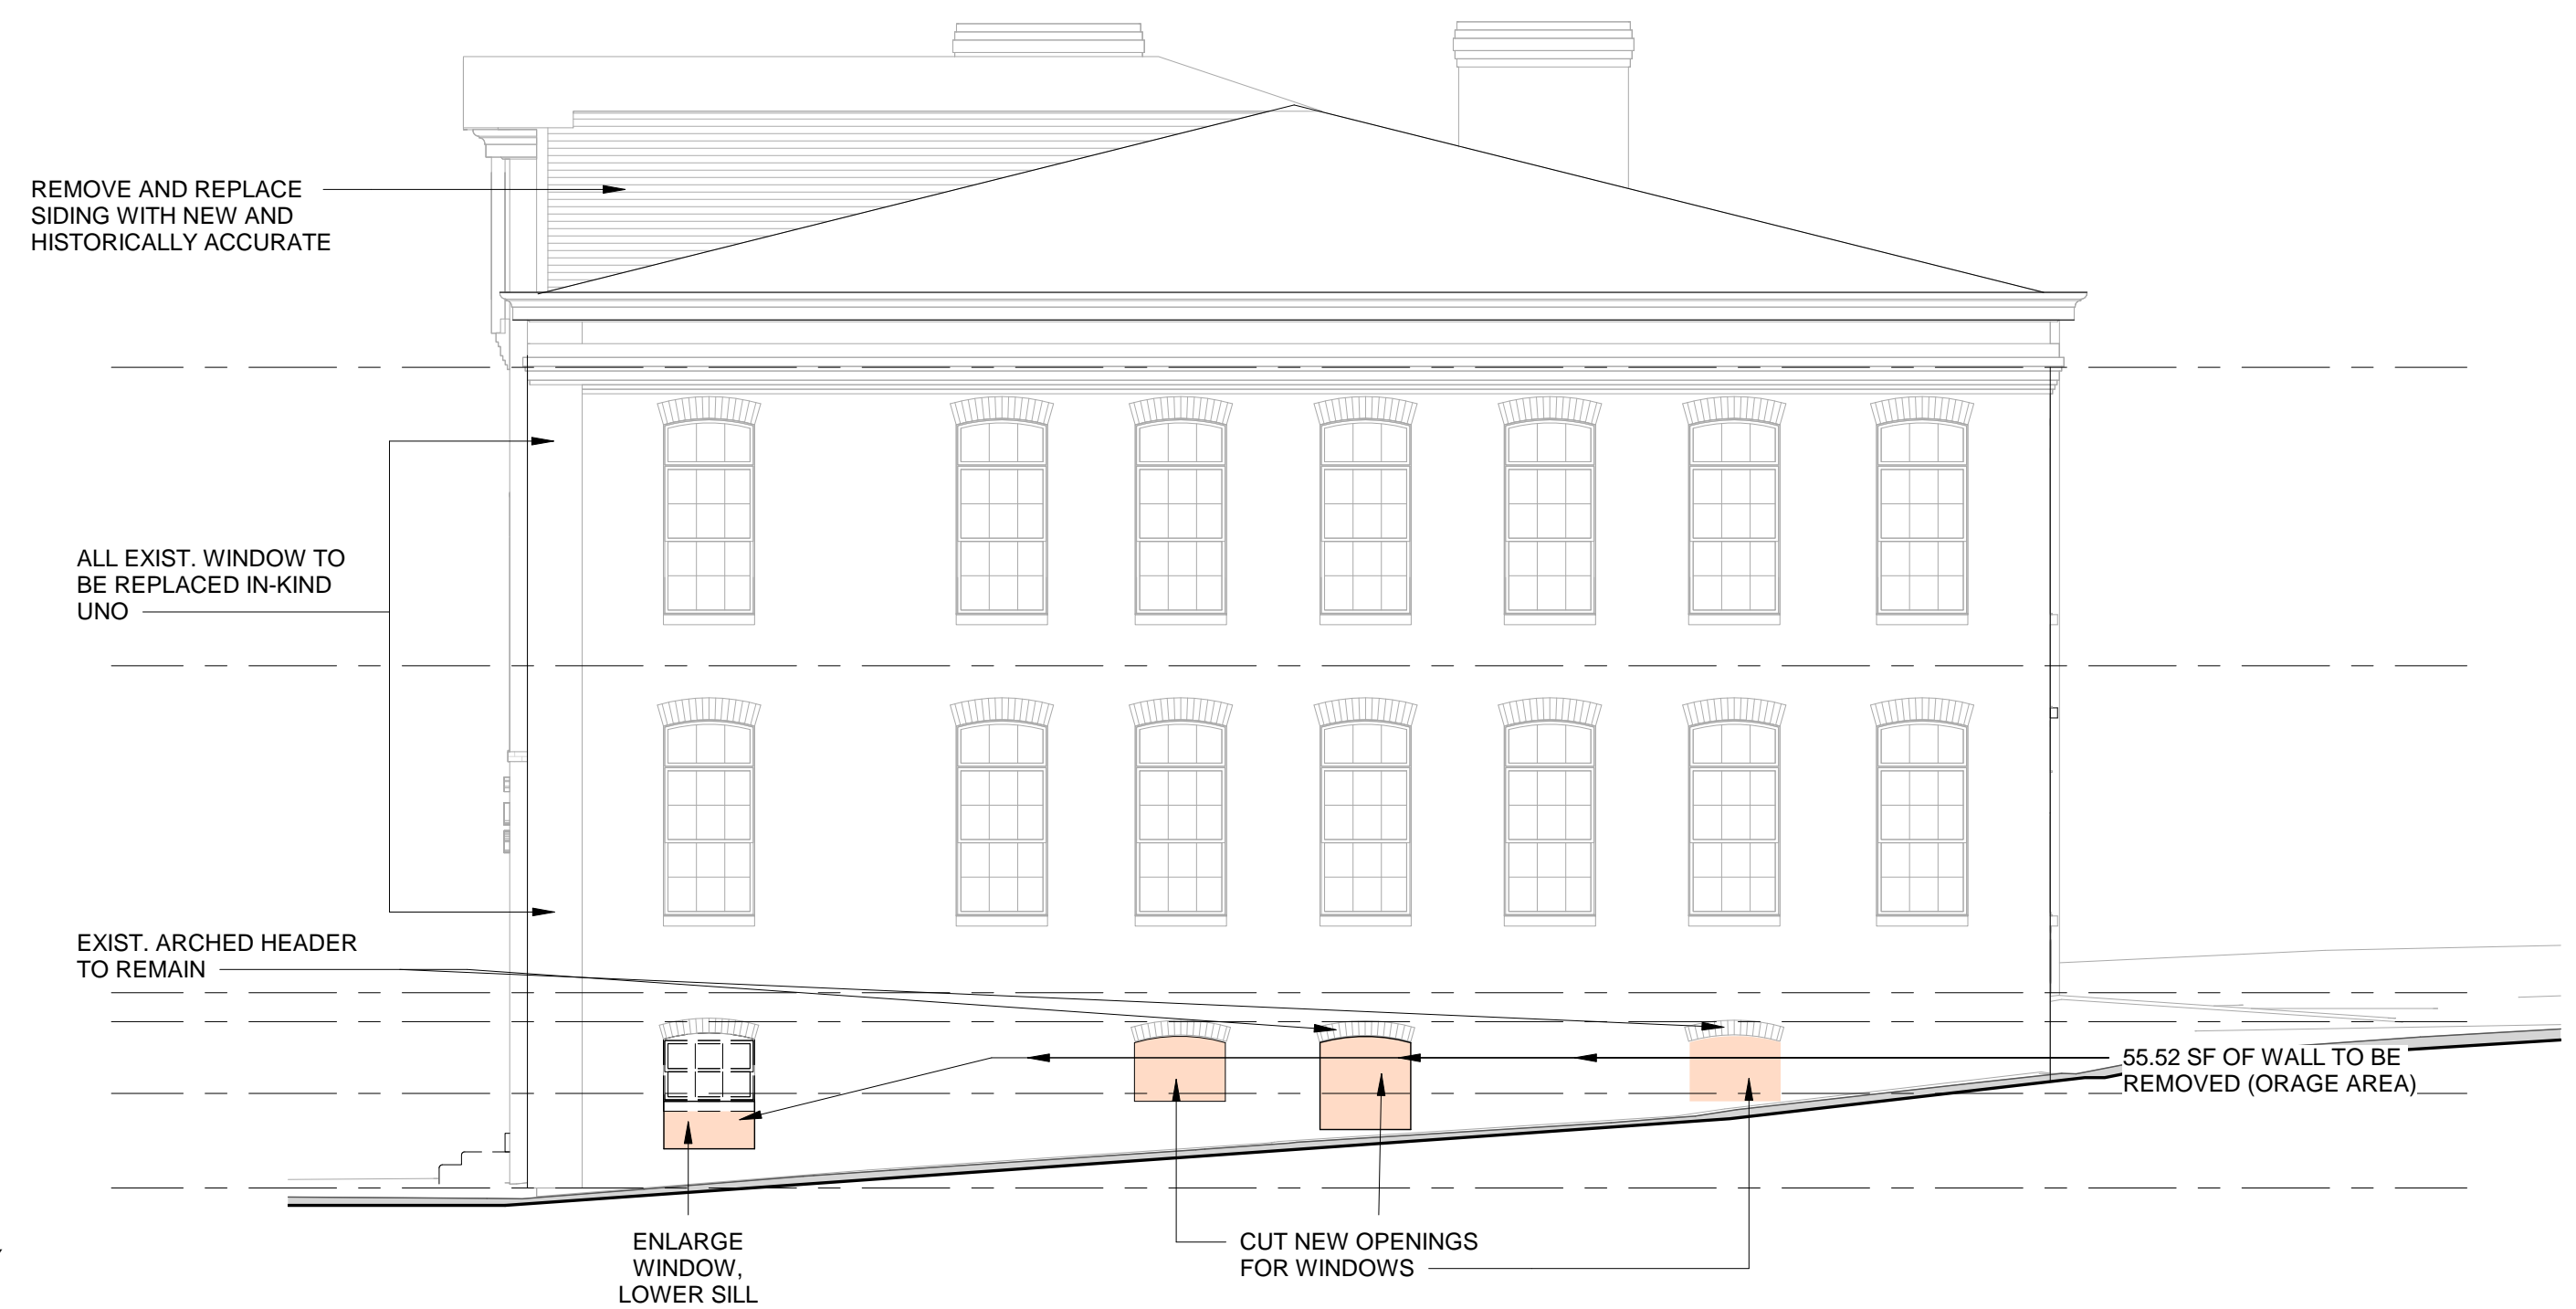 REMOVE AND REPLACE
SIDING WITH NEW AND
HISTORICALLY ACCURATE
ALL EXIST. WINDOW TO
BE REPLACED IN-KIND
UNO
EXIST. ARCHED HEADER
TO REMAIN
55.52 SF OF WALL TO BE
REMOVED (ORAGE AREA)
ENLARGE
WINDOW,
LOWER SILL
CUT NEW OPENINGS
FOR WINDOWS